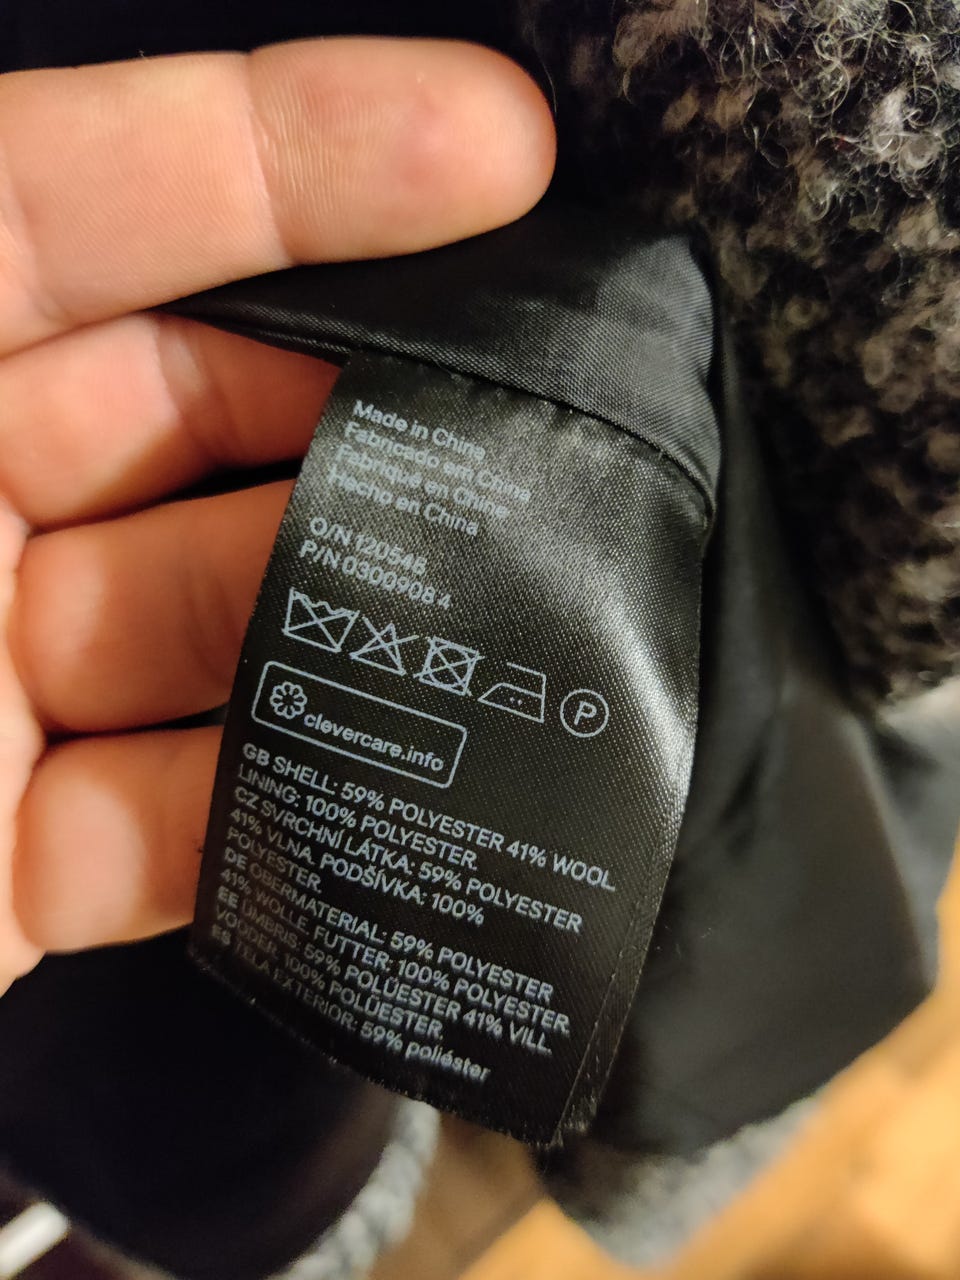 Made in China
Fabricado em China
Fabriqué en Chine
Hecho en China
O/N 120546
P/N 0300908 4
P
clevercare.info
GB SHELL: 59% POLYESTER 41% WOOL
LINING: 100% POLYESTER.
CZ SVRCHNÍ LÁTKA: 59% POLYESTER
41% VLNA. PODŠÍVKA: 100%
POLYESTER.
DE OBERMATERIAL: 59% POLYESTER
41% WOLLE. FUTTER: 100% POLYESTER.
EE ÜMBRIS: 59% POLÜESTER 41% VILL.
VOODER: 100% POLÜESTER.
ES TELA EXTERIOR: 59% poliéster